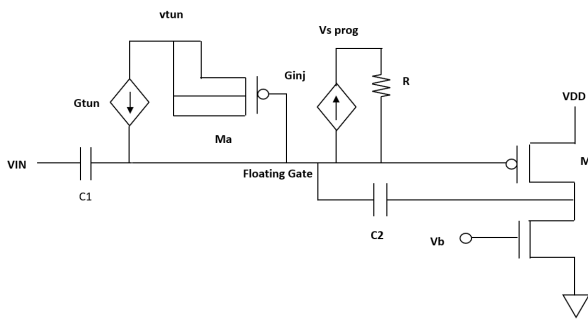 vtun
Vs prog
Ginj
Gtun
R
VDD
Ma
VIN
M
Floating Gate
C1
C2
Vb